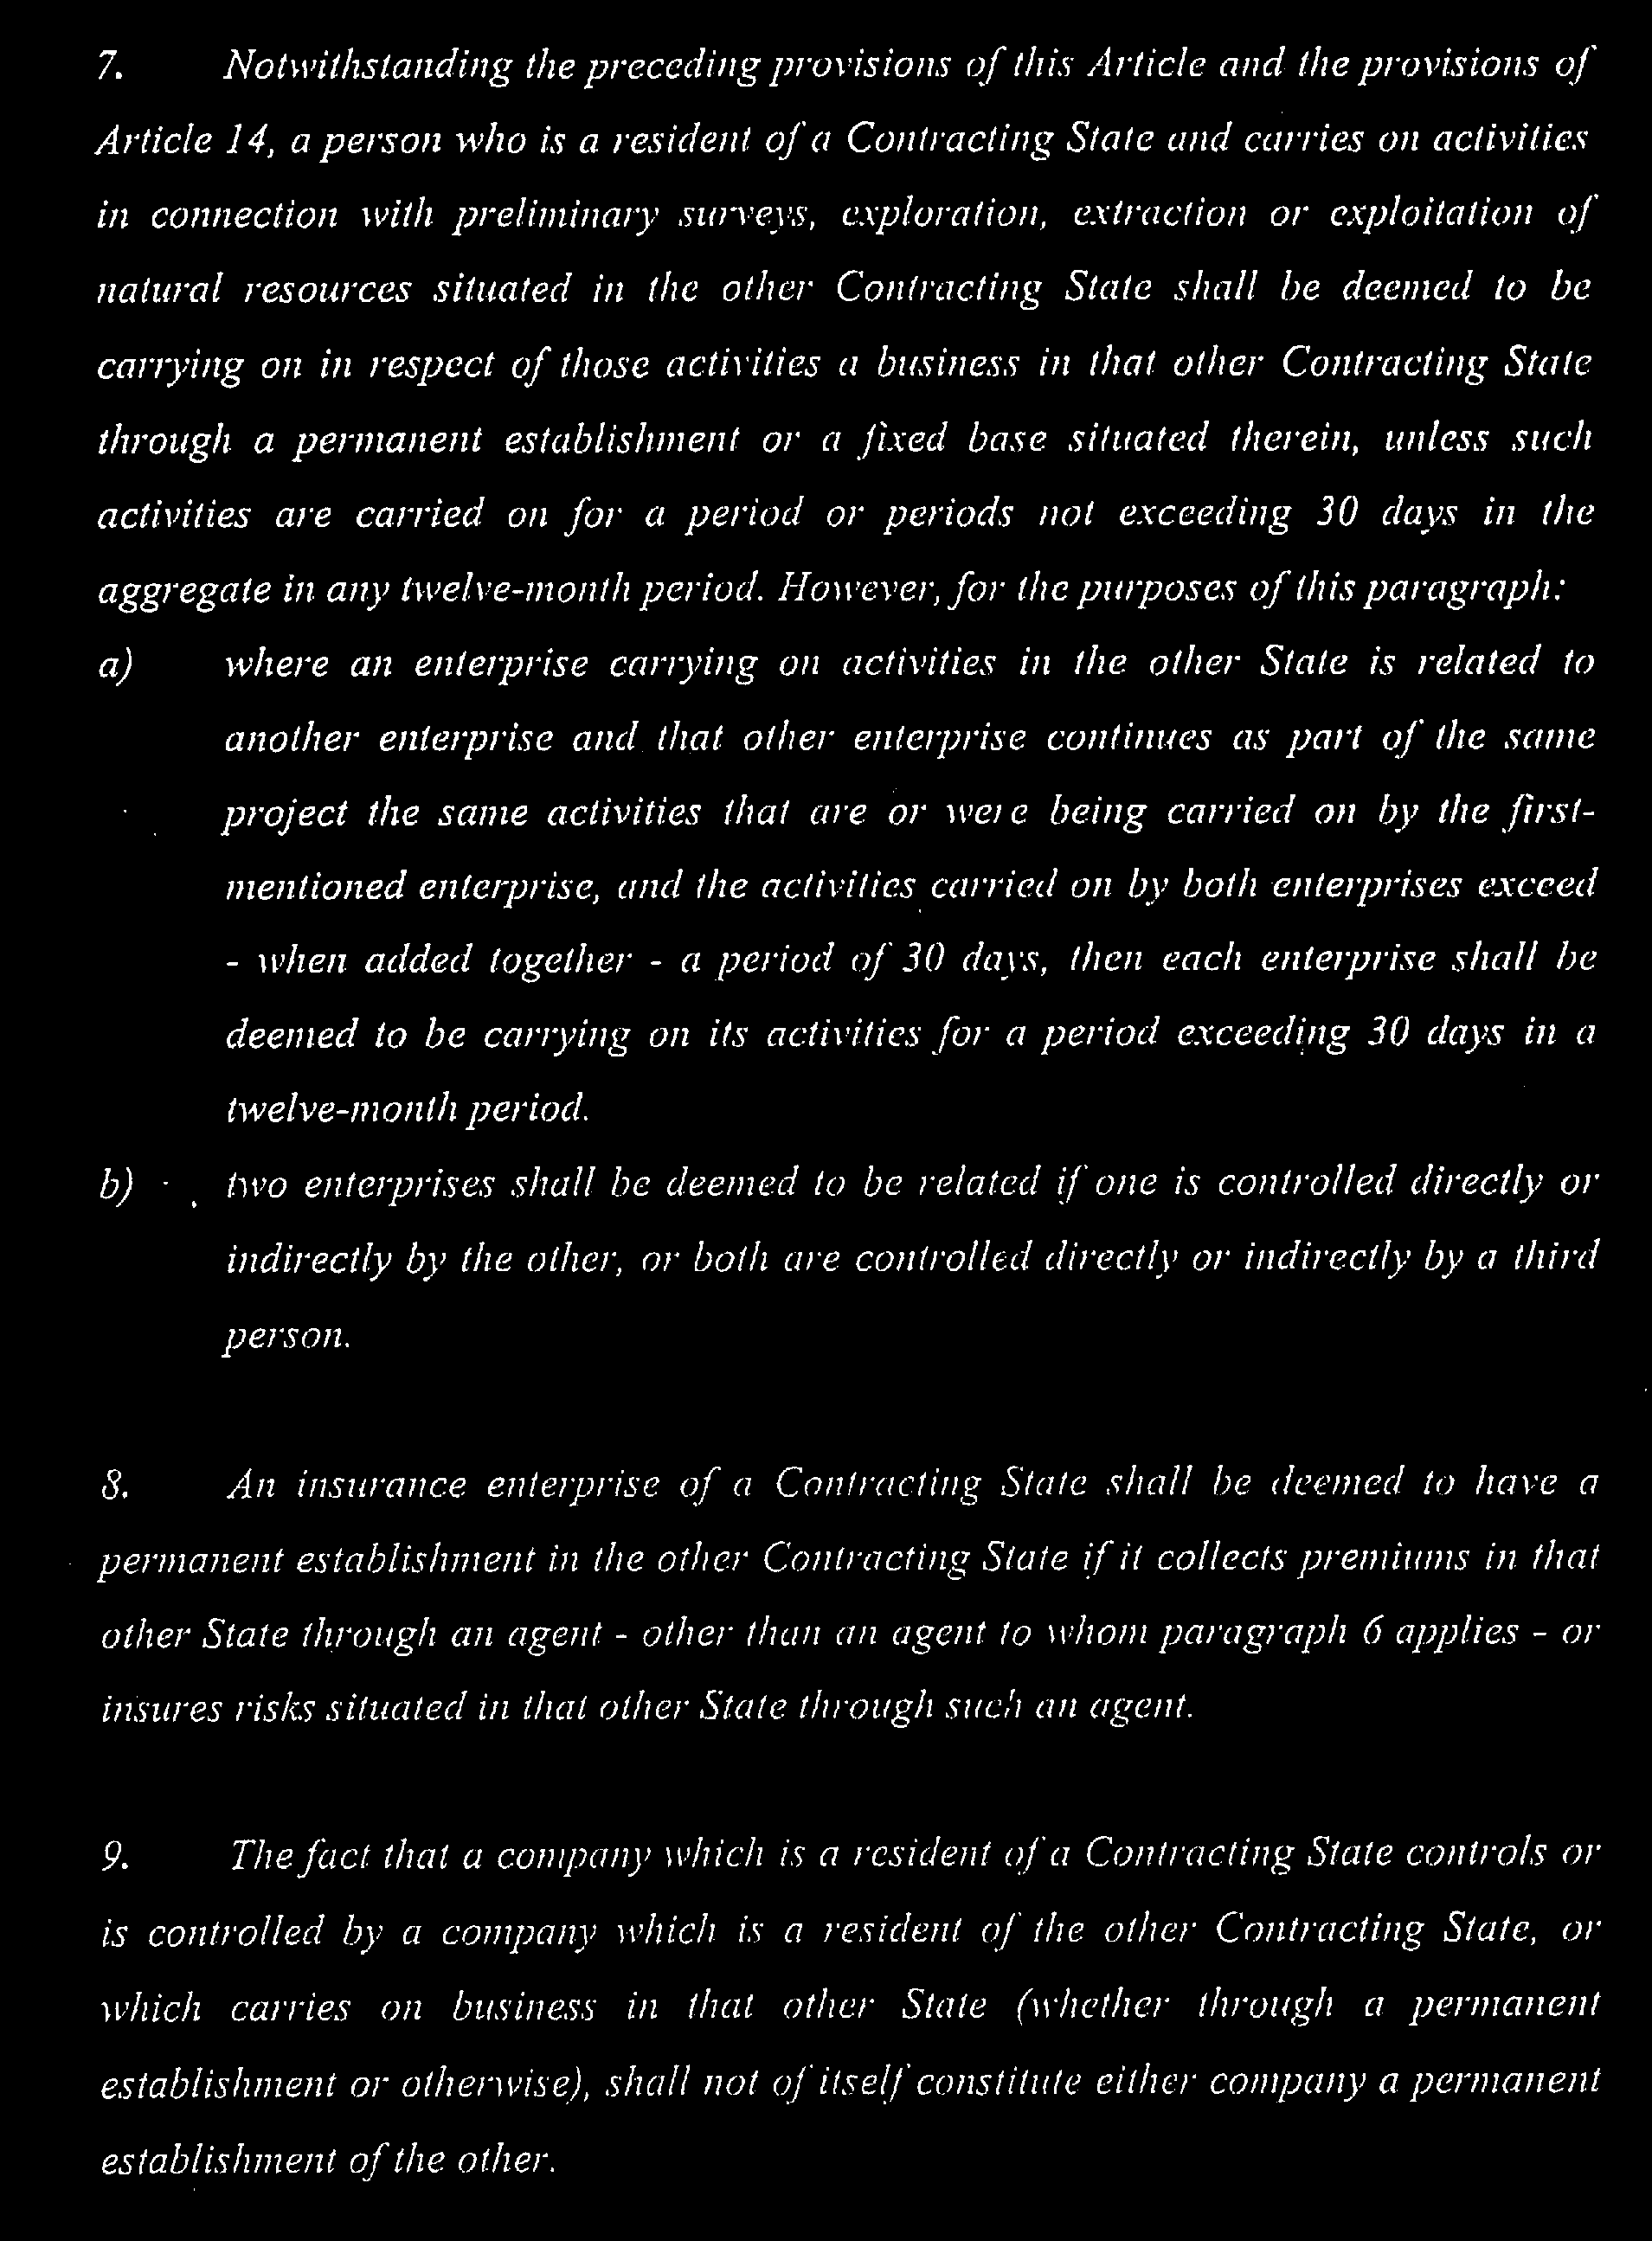 7. Notwithstanding the preceding provisions of this Article and the provisions of
Article 14, a person who is a resident of a Contracting State and carries on activities
in connection with preliminary surveys, exploration, extraction or exploitation of
natural resources situated in the other Contracting State shall be deemed to be
carrying on in respect of those activities a business in that other Contracting State
through a permanent establishment or a fixed base situated therein, unless such
activities are carried on for a period or periods not exceeding 30 days in the
aggregate in any twelve-month period. However, for the purposes of this paragraph:
a) where an enterprise carrying on activities in the other State is related to
another enterprise and that other enterprise continues as part of the same
project the same activities that are or were being carried on by the first-
mentioned enterprise, and the activities carried on by both enterprises exceed
- when added together - a period of 30 days, then each enterprise shall be
deemed to be carrying on its activities for a period exceeding 30 days in a
twelve-month period.
b) two enterprises shall be deemed to be related if one is controlled directly or
indirectly by the other, or both are controlled directly or indirectly by a third
person.
8. An insurance enterprise of a Contracting State shall be deemed to have a
permanent establishment in the other Contracting State if it collects premiums in that
other State through an agent - other than an agent to whom paragraph 6 applies - or
insures risks situated in that other State through such an agent.
9. The fact that a company which is a resident of a Contracting State controls or
is controlled by a company which is a resident of the other Contracting State, or
which carries on business in that other State (whether through a permanent
establishment or otherwise), shall not of itself constitute either company a permanent
establishment of the other.